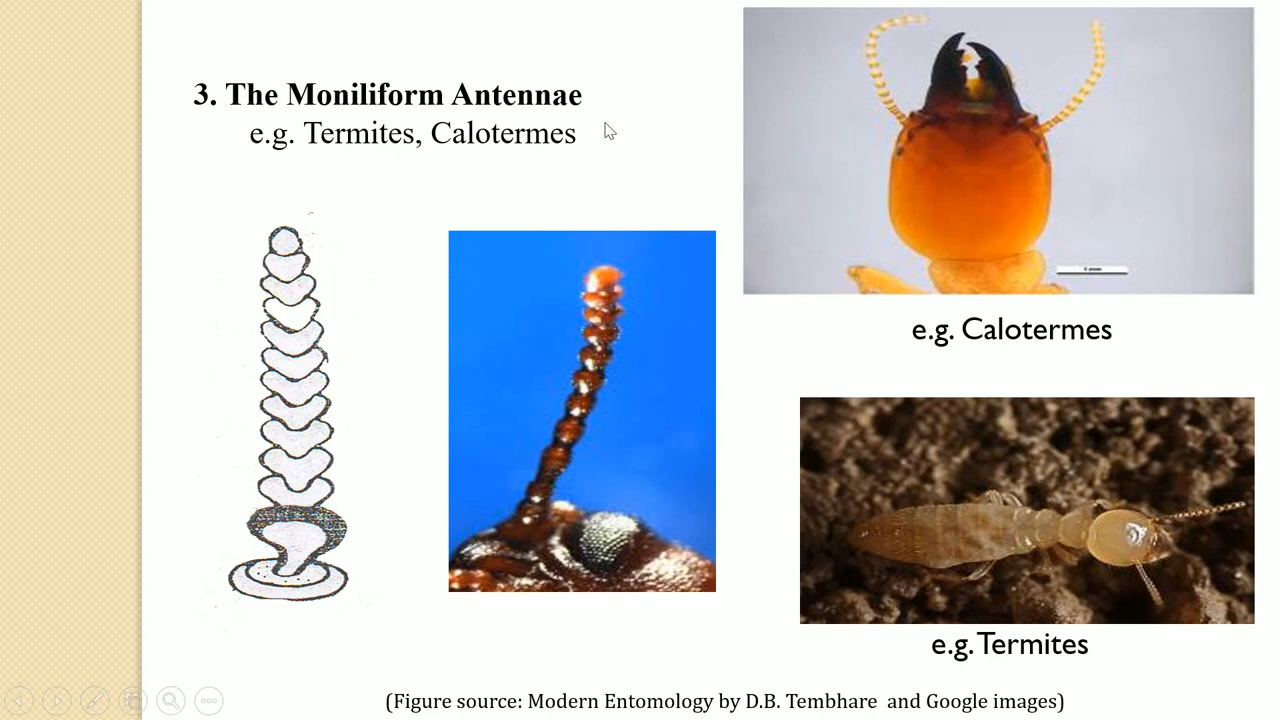 3. The Moniliform Antennae
e.g. Termites, Calotermes
e.g. Calotermes
e.g. Termites
(Figure source: Modern Entomology by D.B. Tembhare and Google images)